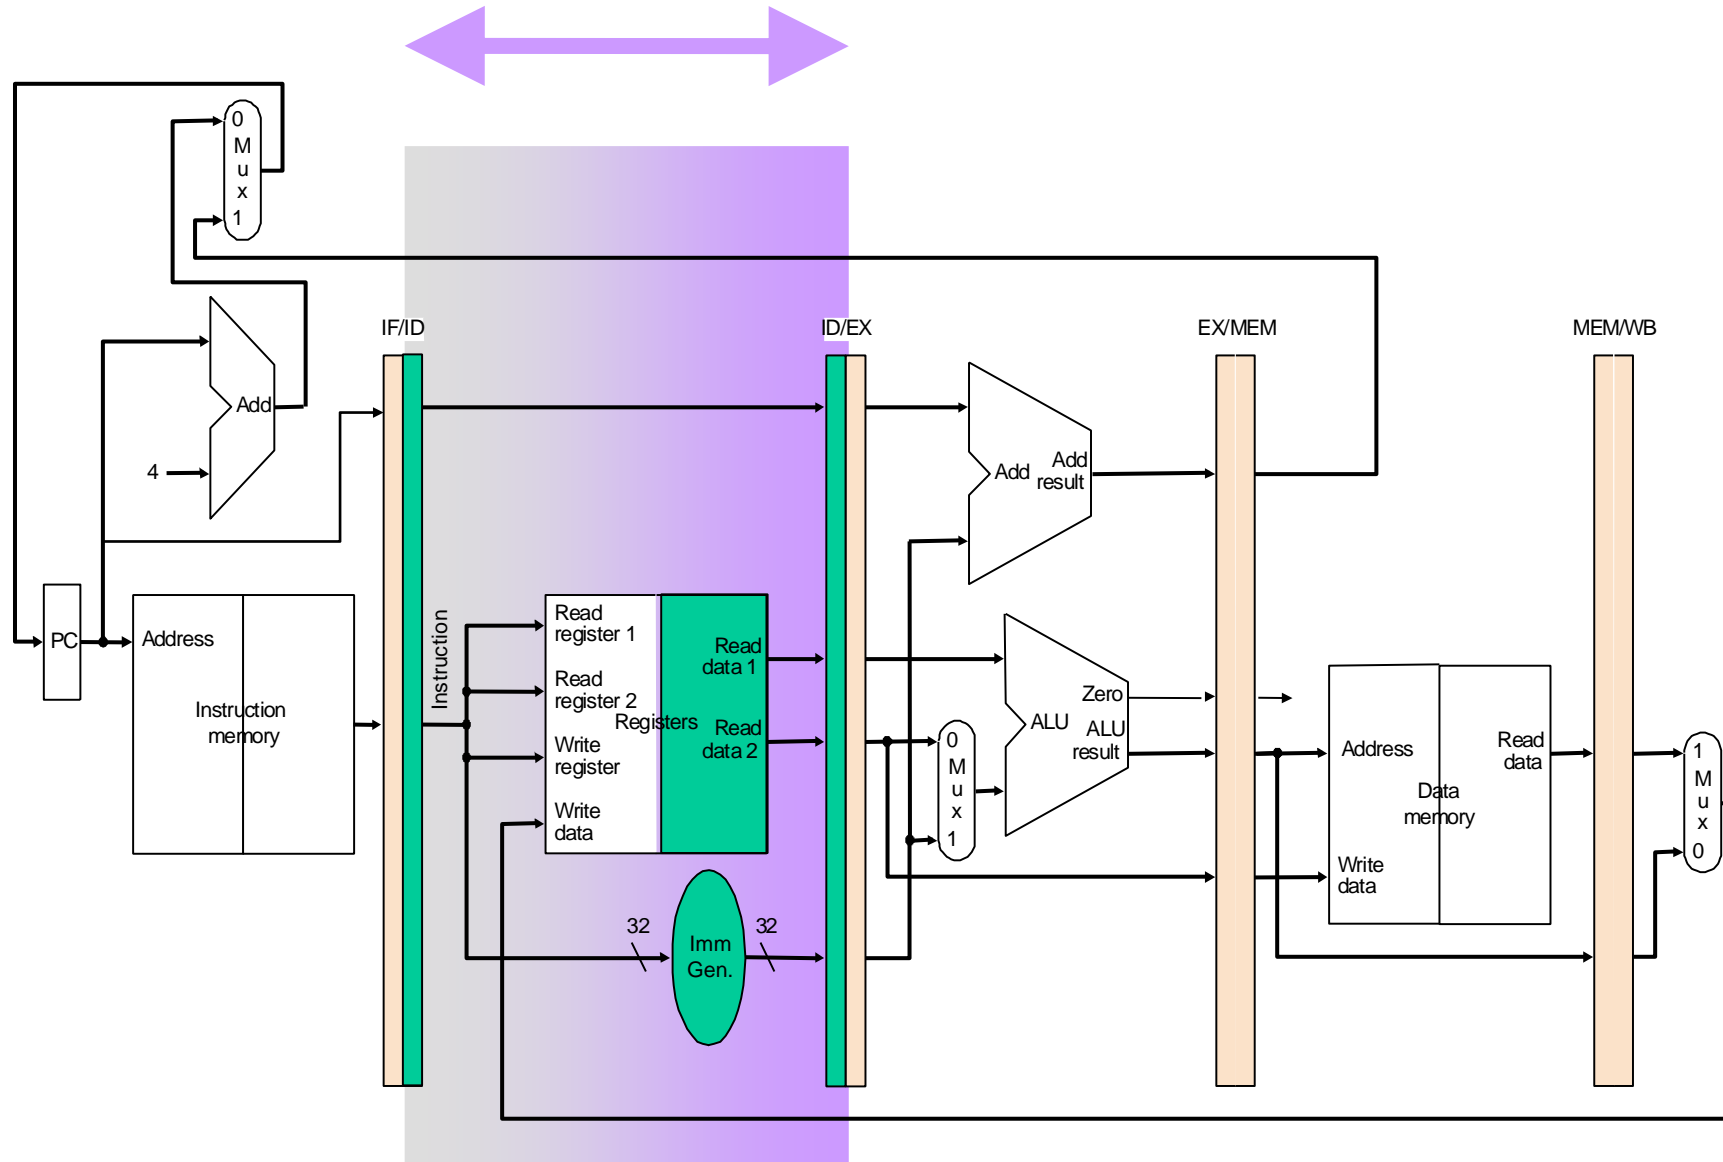 0
M
u
x
1
IF/ID
ID/EX
EX/MEM
MEM/WB
Add
4
Add
Add
result
PC
Address
Instruction
memory
Instruction
Read
register 1
Read
register 2
Write
register
Write
data
Registers
Read
data 1
Read
data 2
32
Imm
Gen.
32
0
M
u
x
1
Zero
ALU
ALU
result
Address
Read
data
Data
memory
Write
data
1
M
u
x
0